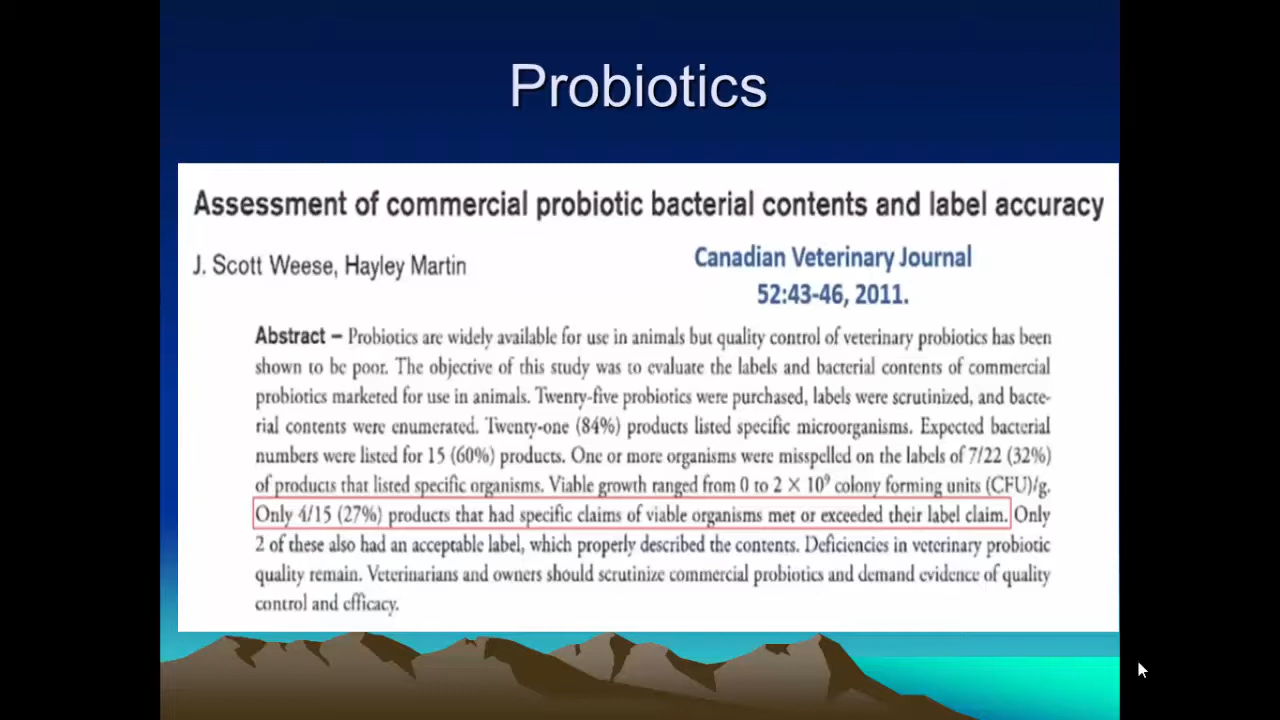 Probiotics
Assessment of commercial probiotic bacterial contents and label accuracy
J. Scott Weese, Hayley Martin
Canadian Veterinary Journal
52:43-46, 2011.
Abstract – Probiotics are widely available for use in animals but quality control of veterinary probiotics has been
shown to be poor. The objective of this study was to evaluate the labels and bacterial contents of commercial
probiotics marketed for use in animals. Twenty-five probiotics were purchased, labels were scrutinized, and bacte-
rial contents were enumerated. Twenty-one (84%) products listed specific microorganisms. Expected bacterial
numbers were listed for 15 (60%) products. One or more organisms were misspelled on the labels of 7/22 (32%)
of products that listed specific organisms. Viable growth ranged from 0 to 2 × 10⁹ colony forming units (CFU)/g.
Only 4/15 (27%) products that had specific claims of viable organisms met or exceeded their label claim. Only
2 of these also had an acceptable label, which properly described the contents. Deficiencies in veterinary probiotic
quality remain. Veterinarians and owners should scrutinize commercial probiotics and demand evidence of quality
control and efficacy.